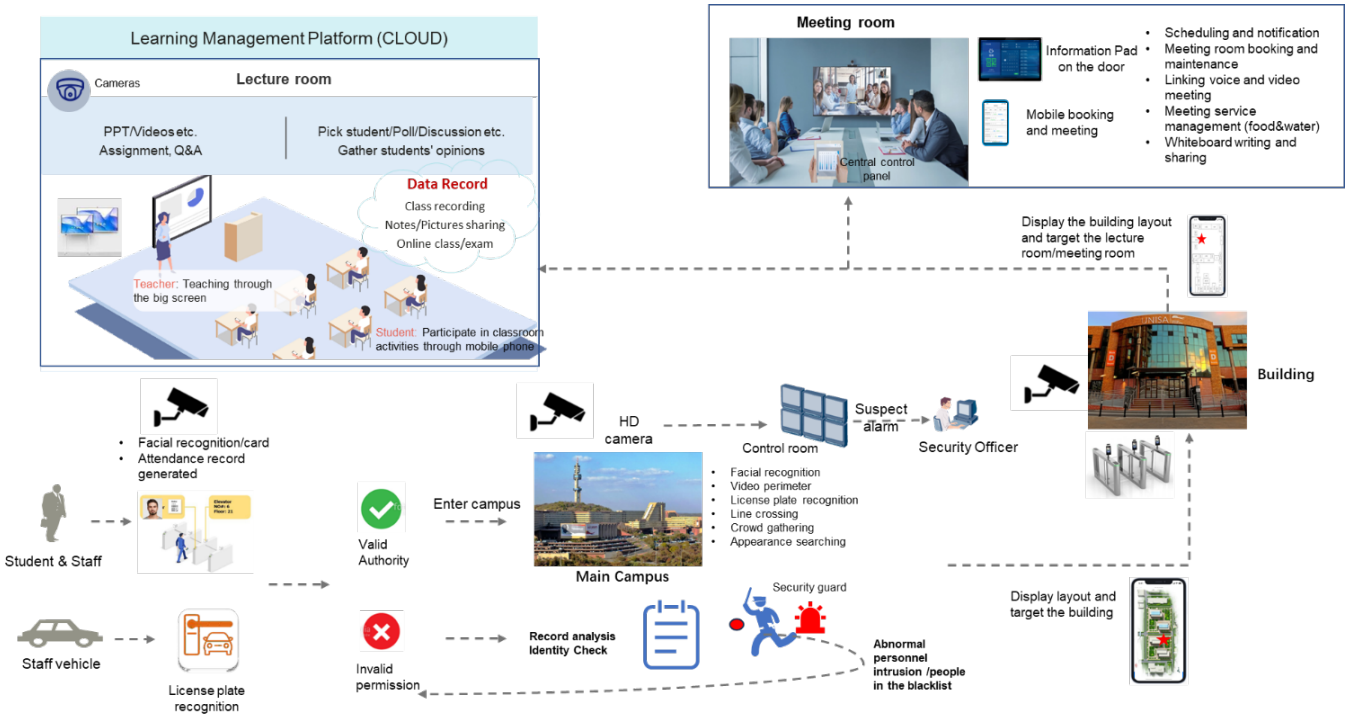 Learning Management Platform (CLOUD)
Cameras
Lecture room
PPT/Videos etc.
Assignment, Q&A
Pick student/Poll/Discussion etc.
Gather students' opinions
Data Record
Class recording
Notes/Pictures sharing
Online class/exam
Teacher: Teaching through
the big screen
Student: Participate in classroom
activities through mobile phone
Meeting room
Central control
panel
Information Pad
on the door
Mobile booking
and meeting
• Scheduling and notification
• Meeting room booking and
maintenance
• Linking voice and video
meeting
• Meeting service
management (food&water)
• Whiteboard writing and
sharing
Display the building layout
and target the lecture
room/meeting room
UNISA
Building
• Facial recognition/card
• Attendance record
generated
Student & Staff
Staff vehicle
License plate
recognition
Valid
Authority
Invalid
permission
Enter campus
HD
camera
Main Campus
Control room
Suspect
alarm
Security Officer
• Facial recognition
• Video perimeter
• License plate recognition
• Line crossing
• Crowd gathering
• Appearance searching
Record analysis
Identity Check
Security guard
Abnormal
personnel
intrusion /people
in the blacklist
Display layout and
target the building